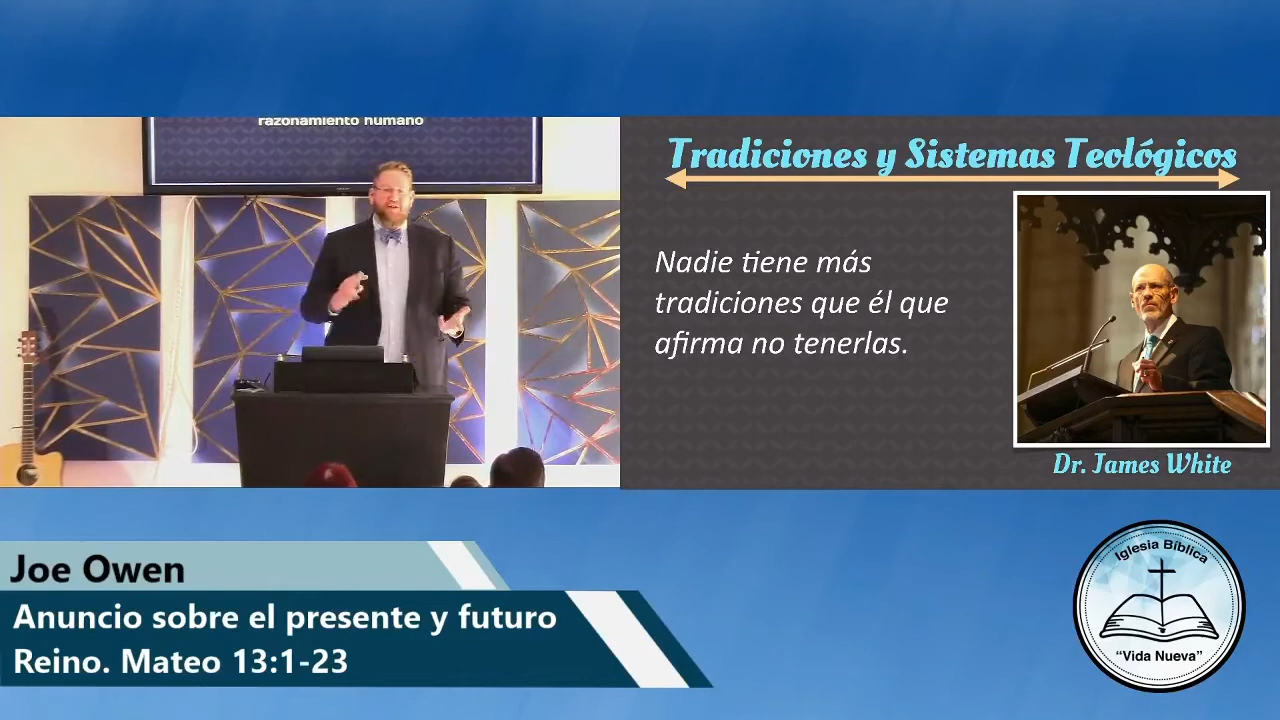 razonamiento humano
Tradiciones y Sistemas Teológicos
Nadie tiene más
tradiciones que él que
afirma no tenerlas.
Dr. James White
Joe Owen
Anuncio sobre el presente y futuro
Reino. Mateo 13:1-23
Iglesia Bíblica
“Vida Nueva”